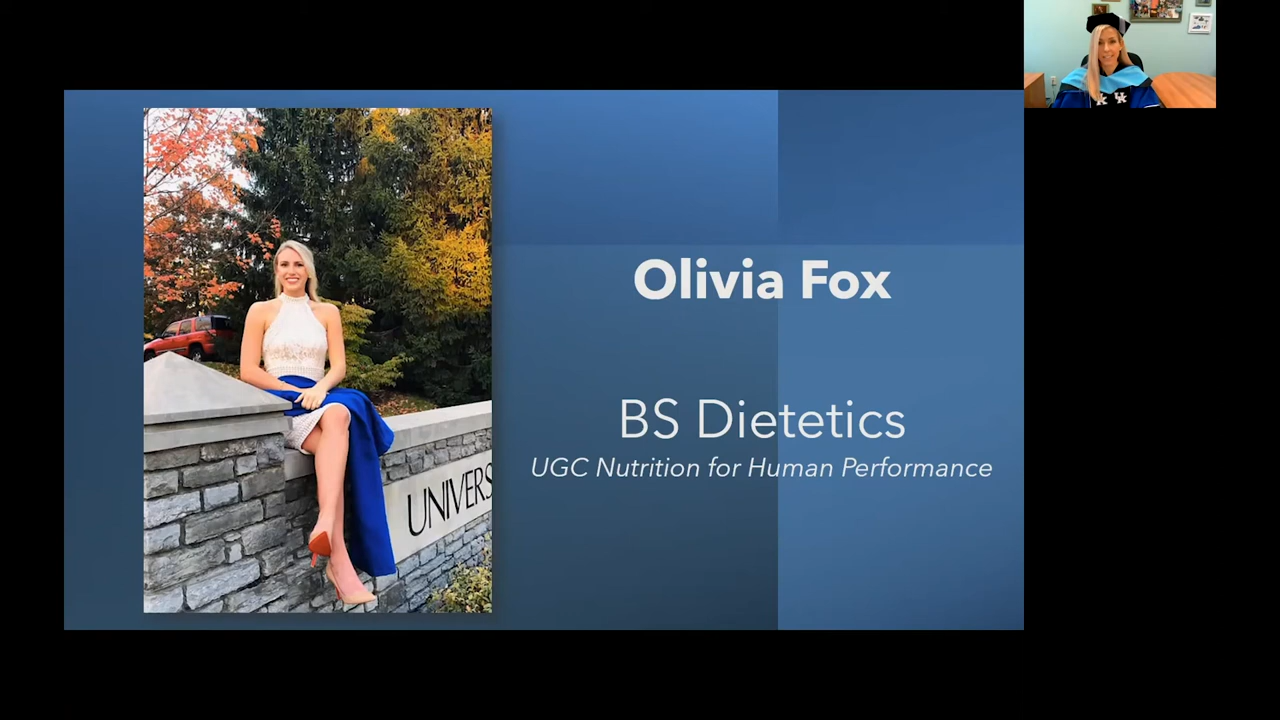 Olivia Fox
BS Dietetics
UGC Nutrition for Human Performance
UNIVERS